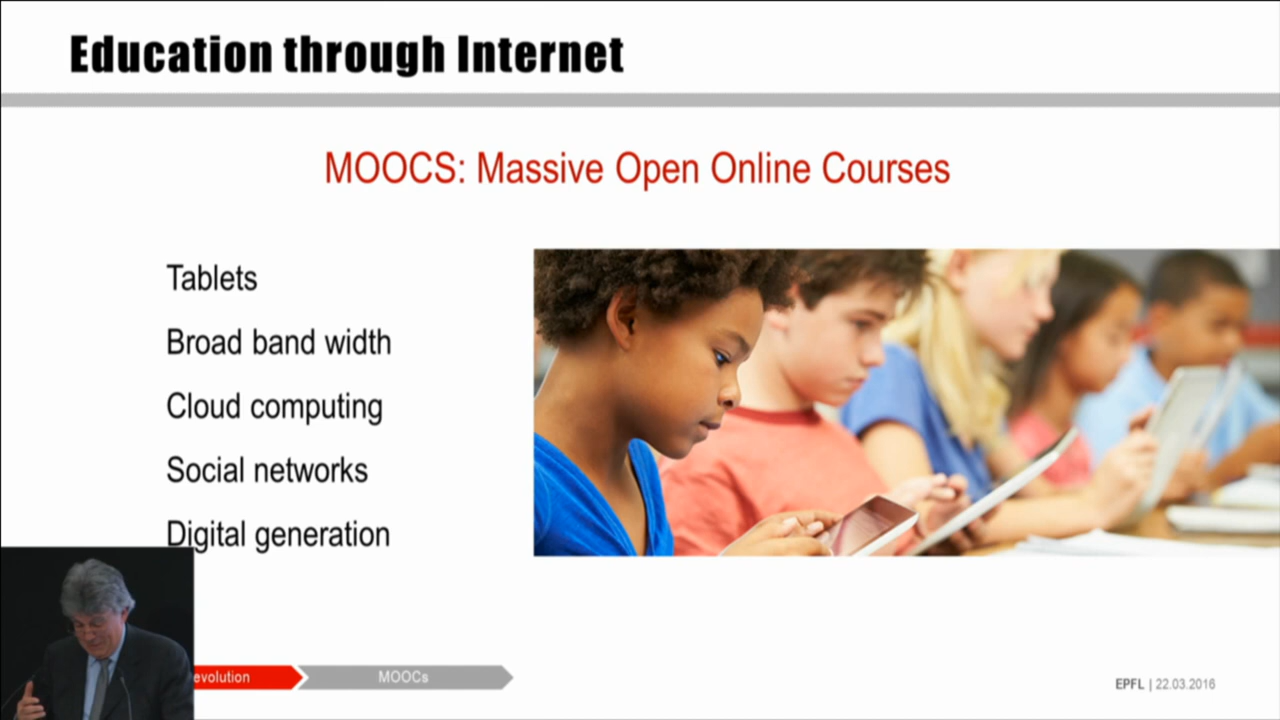 Education through Internet
MOOCS: Massive Open Online Courses
Tablets
Broad band width
Cloud computing
Social networks
Digital generation
evolution
MOOCs
EPFL | 22.03.2016